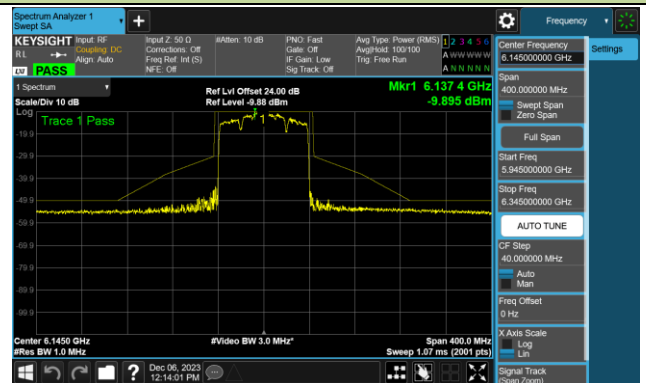 Spectrum Analyzer 1
Swept SA
Frequency
KEYSIGHT
RL
LXI
PASS
Input: RF
Coupling: DC
Align: Auto
Input Z: 50 Ω
Corrections: Off
Freq Ref: Int (S)
NFE: Off
#Atten: 10 dB
PNO: Fast
Gate: Off
IF Gain: Low
Sig Track: Off
Avg Type: Power (RMS)
Avg|Hold: 100/100
Trig: Free Run
1 2 3 4 5 6
A W W W W W
A N N N N N
1 Spectrum
Scale/Div 10 dB
Ref Lvl Offset 24.00 dB
Ref Level -9.88 dBm
Mkr1 6.137 4 GHz
-9.895 dBm
Log
Trace 1 Pass
1
-19.9
-29.9
-39.9
-49.9
-59.9
-69.9
-79.9
-89.9
-99.9
Center 6.1450 GHz
#Res BW 1.0 MHz
#Video BW 3.0 MHz*
Span 400.0 MHz
Sweep 1.07 ms (2001 pts)
Dec 06, 2023
12:14:01 PM
Center Frequency
6.145000000 GHz
Settings
Span
400.000000 MHz
Swept Span
Zero Span
Full Span
Start Freq
5.945000000 GHz
Stop Freq
6.345000000 GHz
AUTO TUNE
CF Step
40.000000 MHz
Auto
Man
Freq Offset
0 Hz
X Axis Scale
Log
Lin
Signal Track
(Span Zoom)